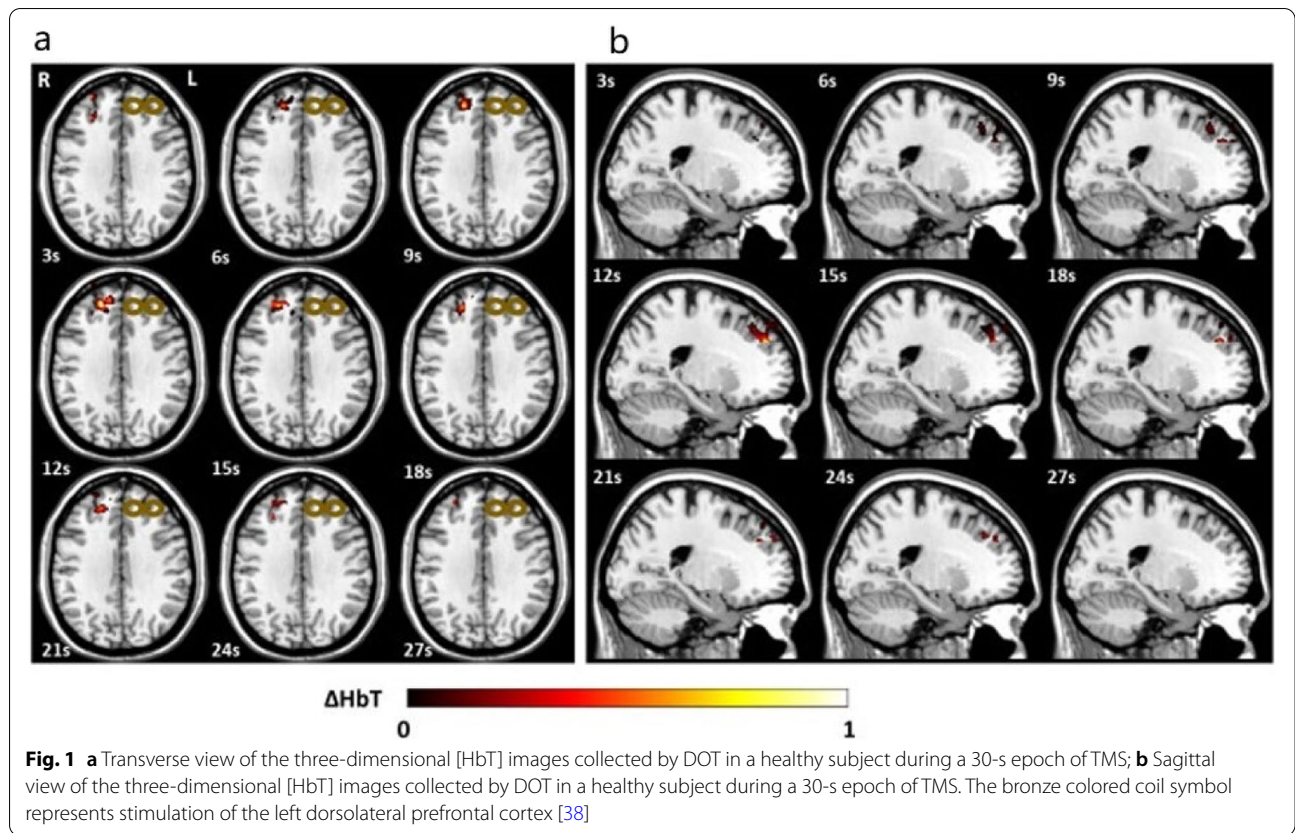 a
b
R L
3s 6s 9s
12s 15s 18s
21s 24s 27s
3s 6s 9s
12s 15s 18s
21s 24s 27s
ΔHbT
0 1
Fig. 1 a Transverse view of the three-dimensional [HbT] images collected by DOT in a healthy subject during a 30-s epoch of TMS; b Sagittal
view of the three-dimensional [HbT] images collected by DOT in a healthy subject during a 30-s epoch of TMS. The bronze colored coil symbol
represents stimulation of the left dorsolateral prefrontal cortex [38]